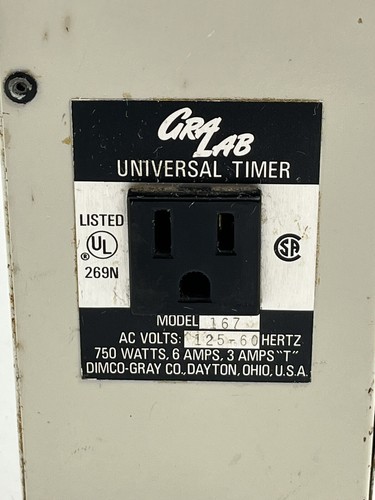 GRA LAB
UNIVERSAL TIMER
LISTED
UL
®
269N
SA
MODEL 167
AC VOLTS: 125-60 HERTZ
750 WATTS, 6 AMPS, 3 AMPS "T"
DIMCO-GRAY CO., DAYTON, OHIO, U.S.A.